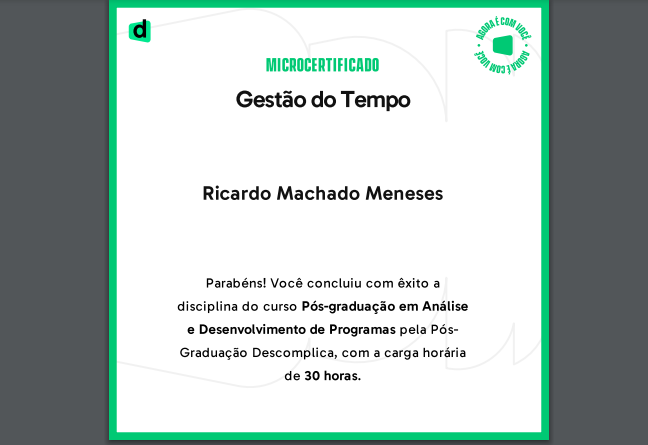 d
AGORA É COM VOCÊ • AGORA É COM VOCÊ •
MICROCERTIFICADO
Gestão do Tempo
Ricardo Machado Meneses
Parabéns! Você concluiu com êxito a
disciplina do curso Pós-graduação em Análise
e Desenvolvimento de Programas pela Pós-
Graduação Descomplica, com a carga horária
de 30 horas.